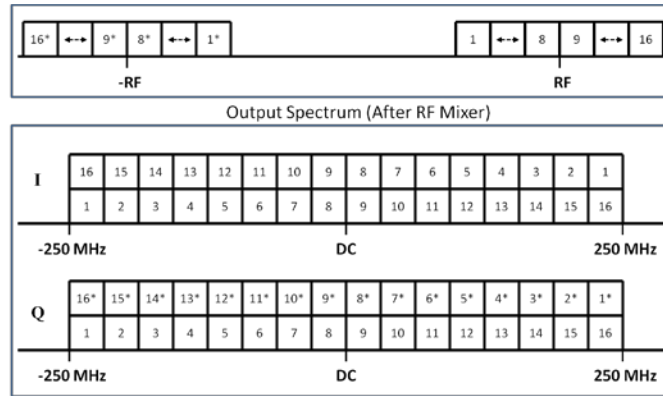 16* 9* 8* 1* 1 8 9 16
-RF RF
Output Spectrum (After RF Mixer)
I
16 15 14 13 12 11 10 9 8 7 6 5 4 3 2 1
1 2 3 4 5 6 7 8 9 10 11 12 13 14 15 16
-250 MHz DC 250 MHz
Q
16* 15* 14* 13* 12* 11* 10* 9* 8* 7* 6* 5* 4* 3* 2* 1*
1 2 3 4 5 6 7 8 9 10 11 12 13 14 15 16
-250 MHz DC 250 MHz